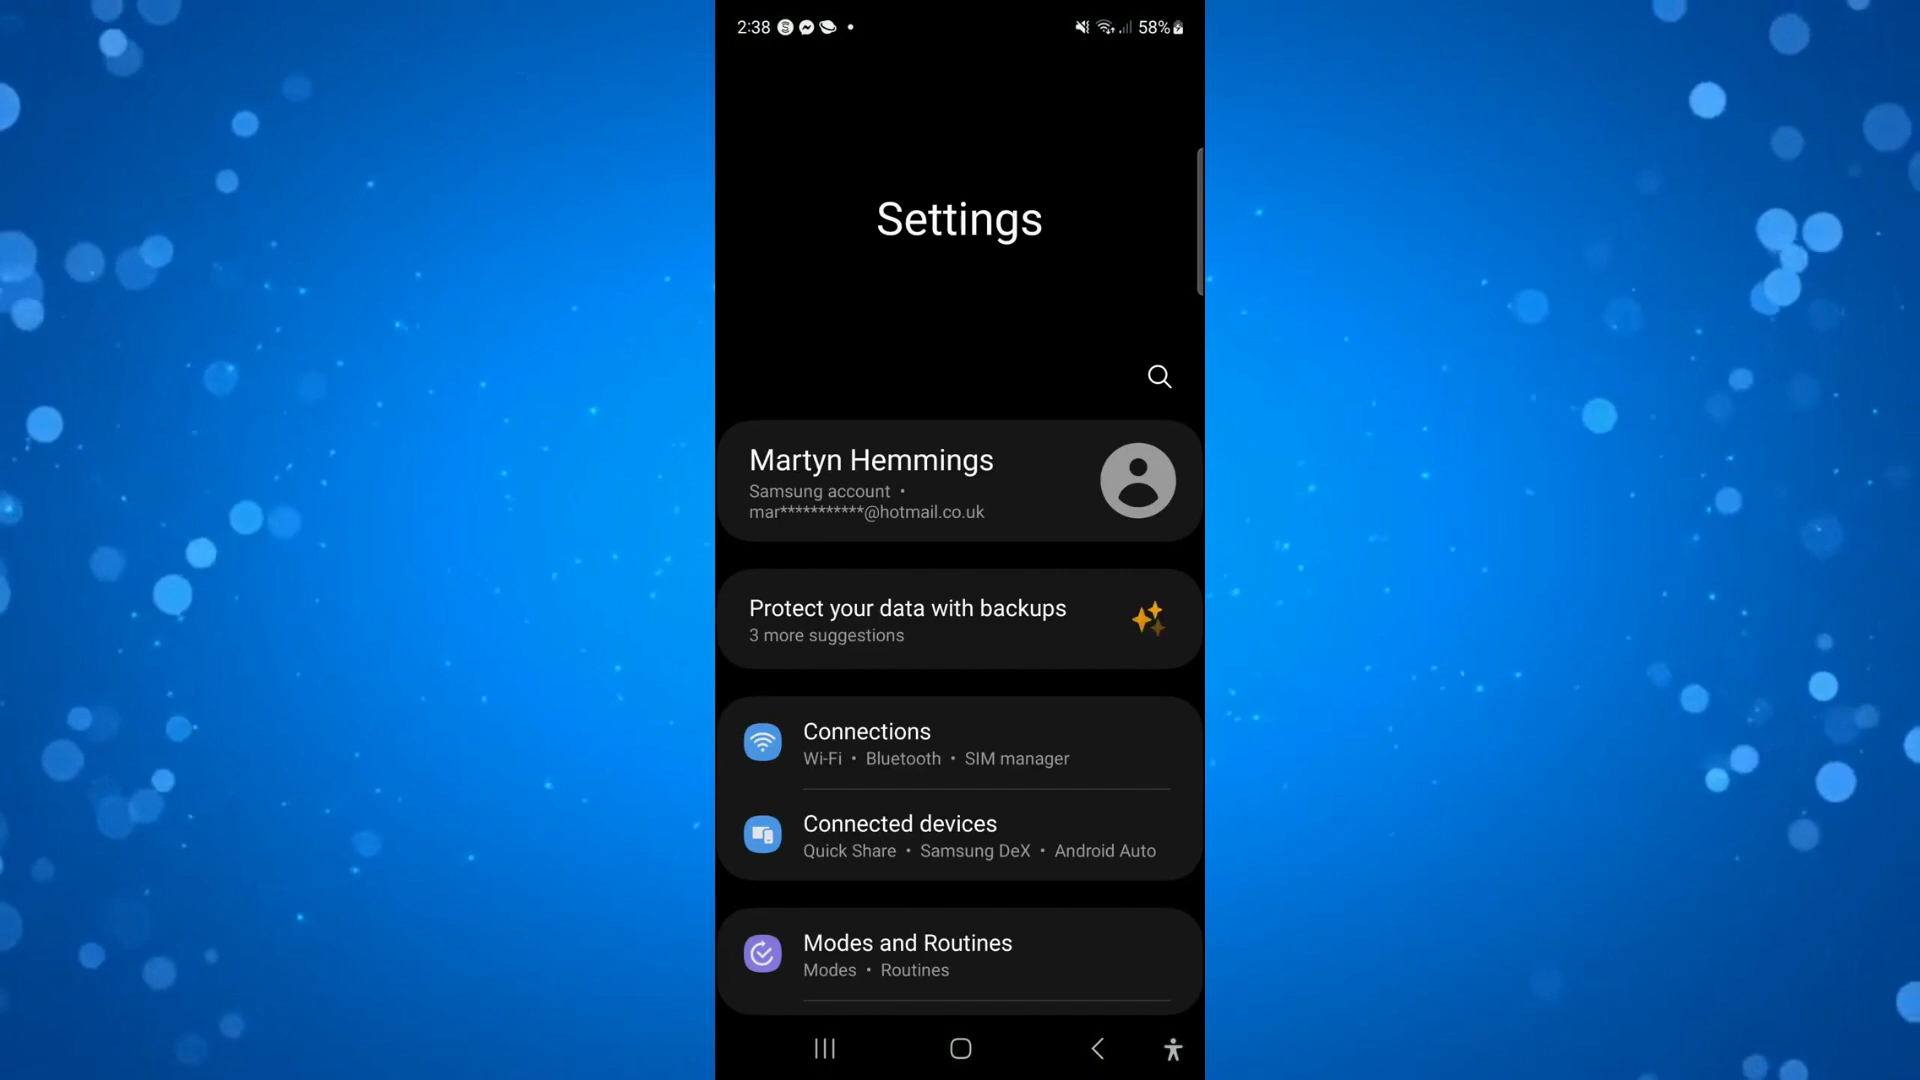 2:38
58%
Settings
Martyn Hemmings
Samsung account •
mar***********@hotmail.co.uk
Protect your data with backups
3 more suggestions
Connections
Wi-Fi • Bluetooth • SIM manager
Connected devices
Quick Share • Samsung DeX • Android Auto
Modes and Routines
Modes • Routines